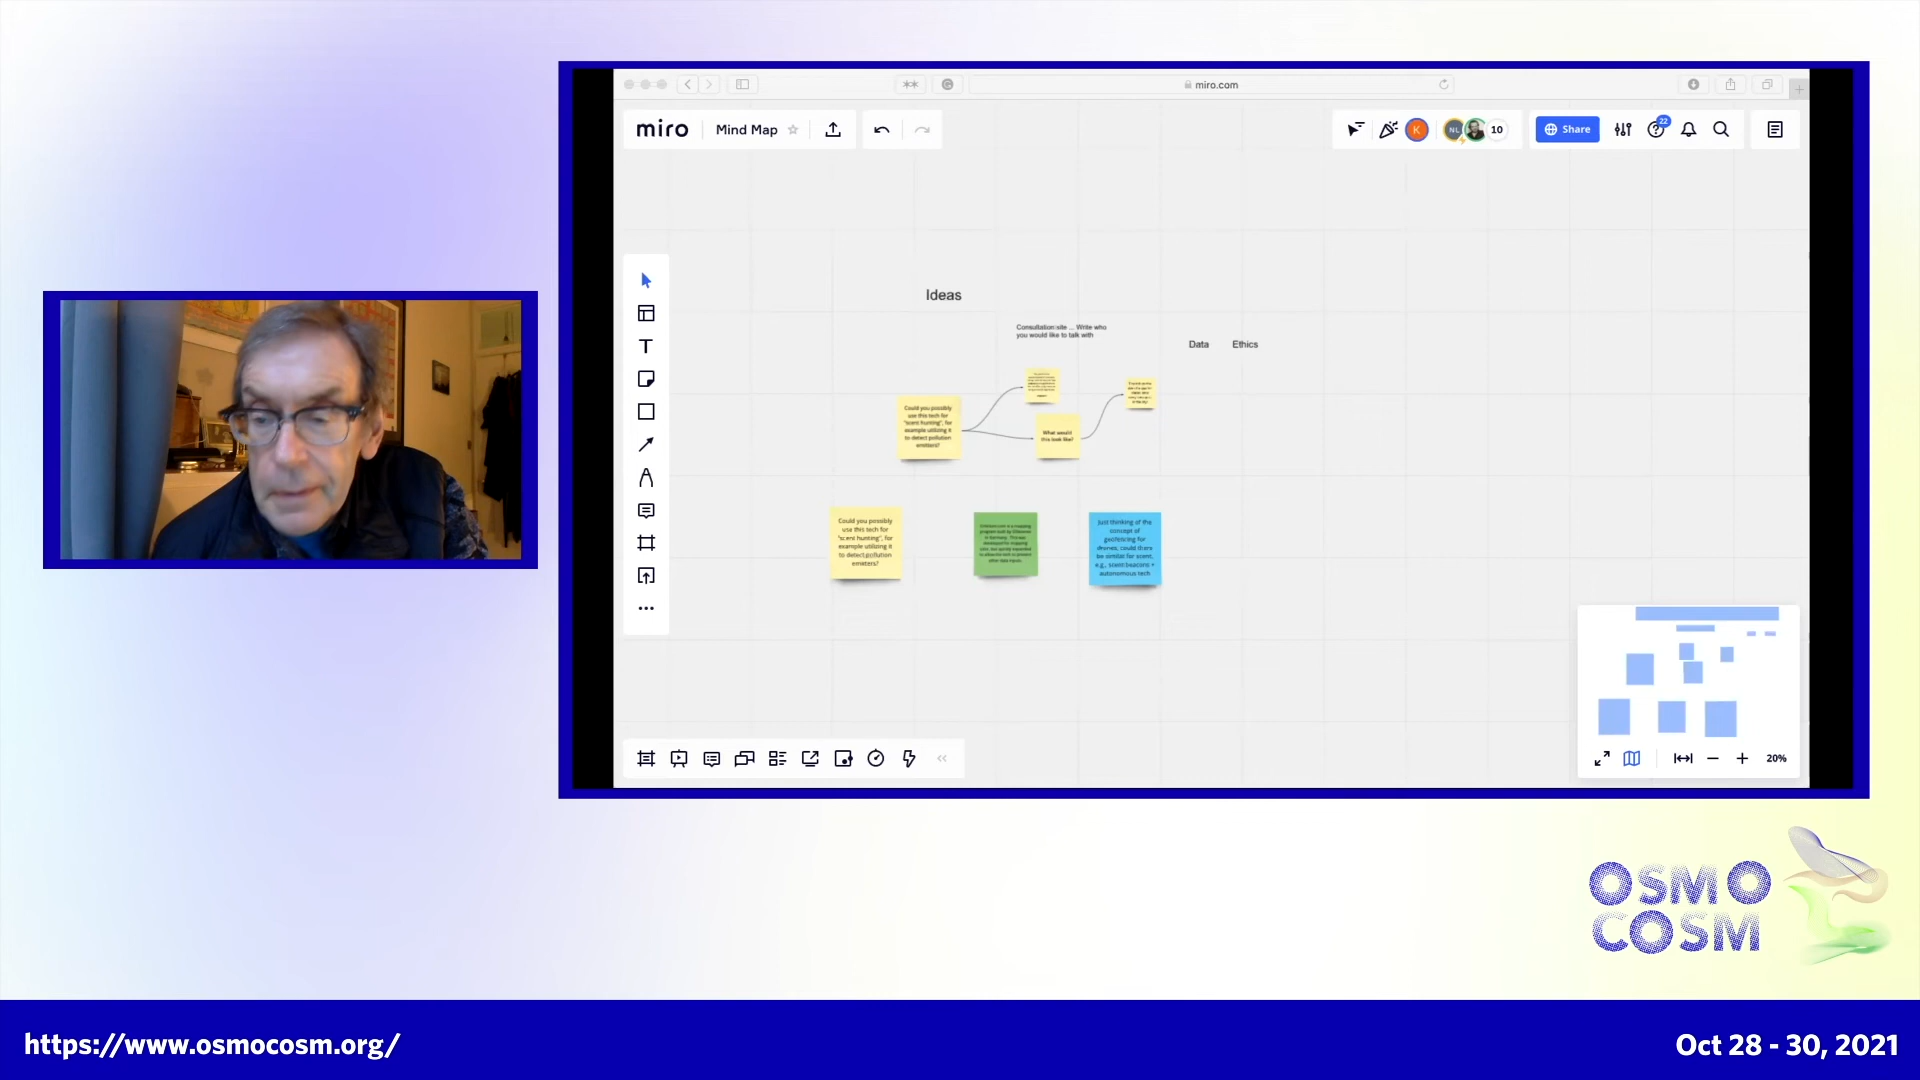 miro.com
miro
Mind Map
K
NL
10
Share
22
Ideas
Consultation site ... Write who
you would like to talk with
Data
Ethics
Could you possibly
use this tech for
"scent hunting", for
example utilizing it
to detect pollution
emitters?
What would
this look like?
Could you possibly
use this tech for
"scent hunting", for
example utilizing it
to detect pollution
emitters?
Just thinking of the
concept of
geofencing for
drones, could there
be similar for scent,
e.g., scent beacons +
autonomous tech
20%
OSMO
COSM
https://www.osmocosm.org/
Oct 28 - 30, 2021